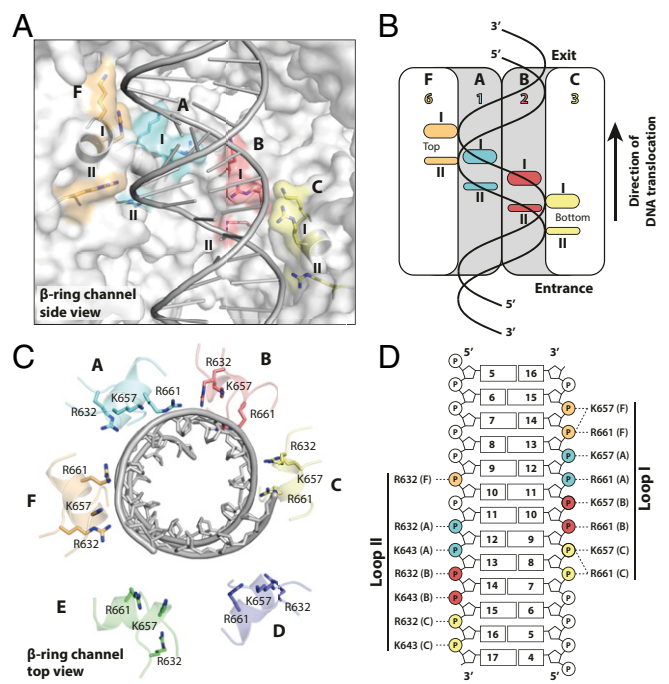 A
F
A
I
I
B
II
I
C
II
II
I
II
β-ring channel
side view
B
3′
5′
Exit
F
A
B
C
6
1
2
3
I
Top
I
II
I
II
I
II
Bottom
II
Direction of
DNA translocation
5′
Entrance
3′
C
A
B
R632
R632
K657
R661
K657
R661
R632
R661
R632
K657
F
K657
R661
C
R632
E
R661
K657
R661
K657
R632
D
R632
β-ring channel
top view
D
5′
3′
P
5
16
P
P
6
15
P
K657 (F)
P
7
14
P
R661 (F)
P
8
13
P
K657 (A)
R632 (F)
P
9
12
P
R661 (A)
P
10
11
P
K657 (B)
R632 (A)
P
11
10
P
R661 (B)
K643 (A)
P
12
9
P
K657 (C)
R632 (B)
P
13
8
P
R661 (C)
K643 (B)
P
14
7
P
R632 (C)
P
15
6
P
K643 (C)
P
16
5
P
17
4
P
3′
5′
Loop I
Loop II